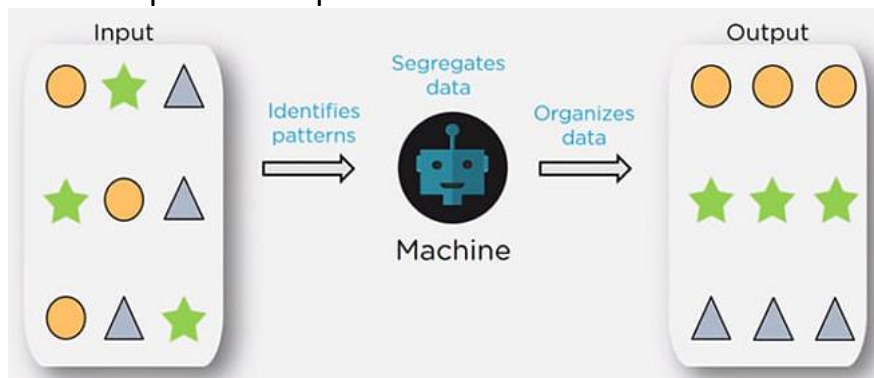 Input
Segregates
data
Output
Identifies
patterns
Organizes
data
Machine